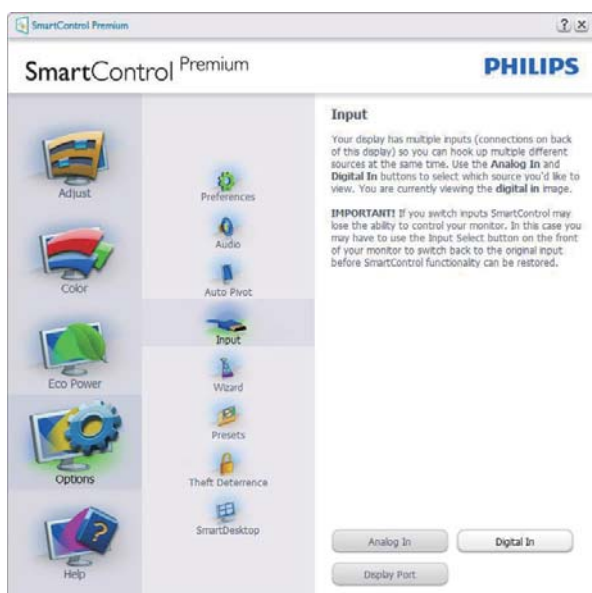 SmartControl Premium
SmartControl Premium
PHILIPS
Adjust
Color
Eco Power
Options
Help
Preferences
Audio
Auto Pivot
Input
Wizard
Presets
Theft Deterrence
SmartDesktop
Input
Your display has multiple inputs (connections on back
of this display) so you can hook up multiple different
sources at the same time. Use the Analog In and
Digital In buttons to select which source you'd like to
view. You are currently viewing the digital in image.
IMPORTANT! If you switch inputs SmartControl may
lose the ability to control your monitor. In this case you
may have to use the Input Select button on the front
of your monitor to switch back to the original input
before SmartControl functionality can be restored.
Analog In
Digital In
Display Port